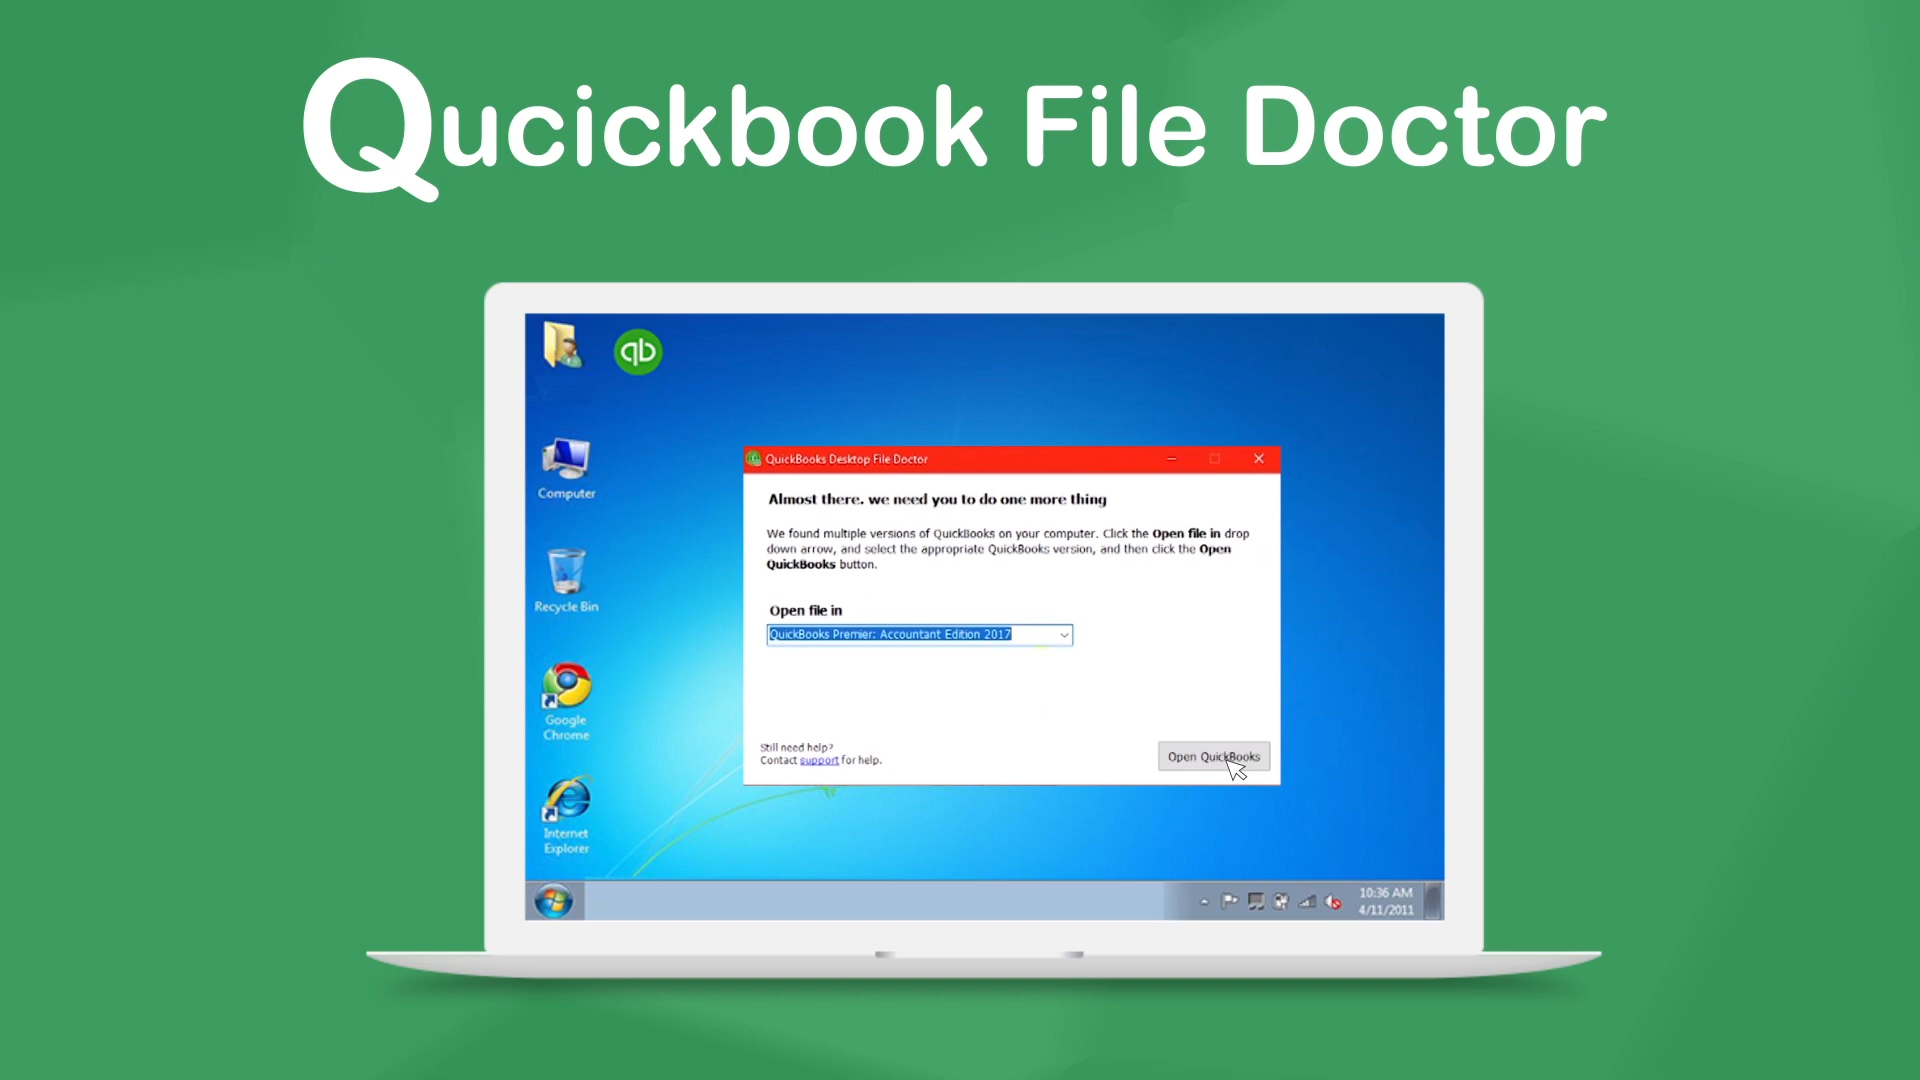 Qucickbook File Doctor
qb
QuickBooks Desktop File Doctor
Almost there. we need you to do one more thing
We found multiple versions of QuickBooks on your computer. Click the Open file in drop
down arrow, and select the appropriate QuickBooks version, and then click the Open
QuickBooks button.
Open file in
QuickBooks Premier: Accountant Edition 2017
Still need help?
Contact support for help.
Open QuickBooks
Computer
Recycle Bin
Google
Chrome
Internet
Explorer
10:36 AM
4/11/2011